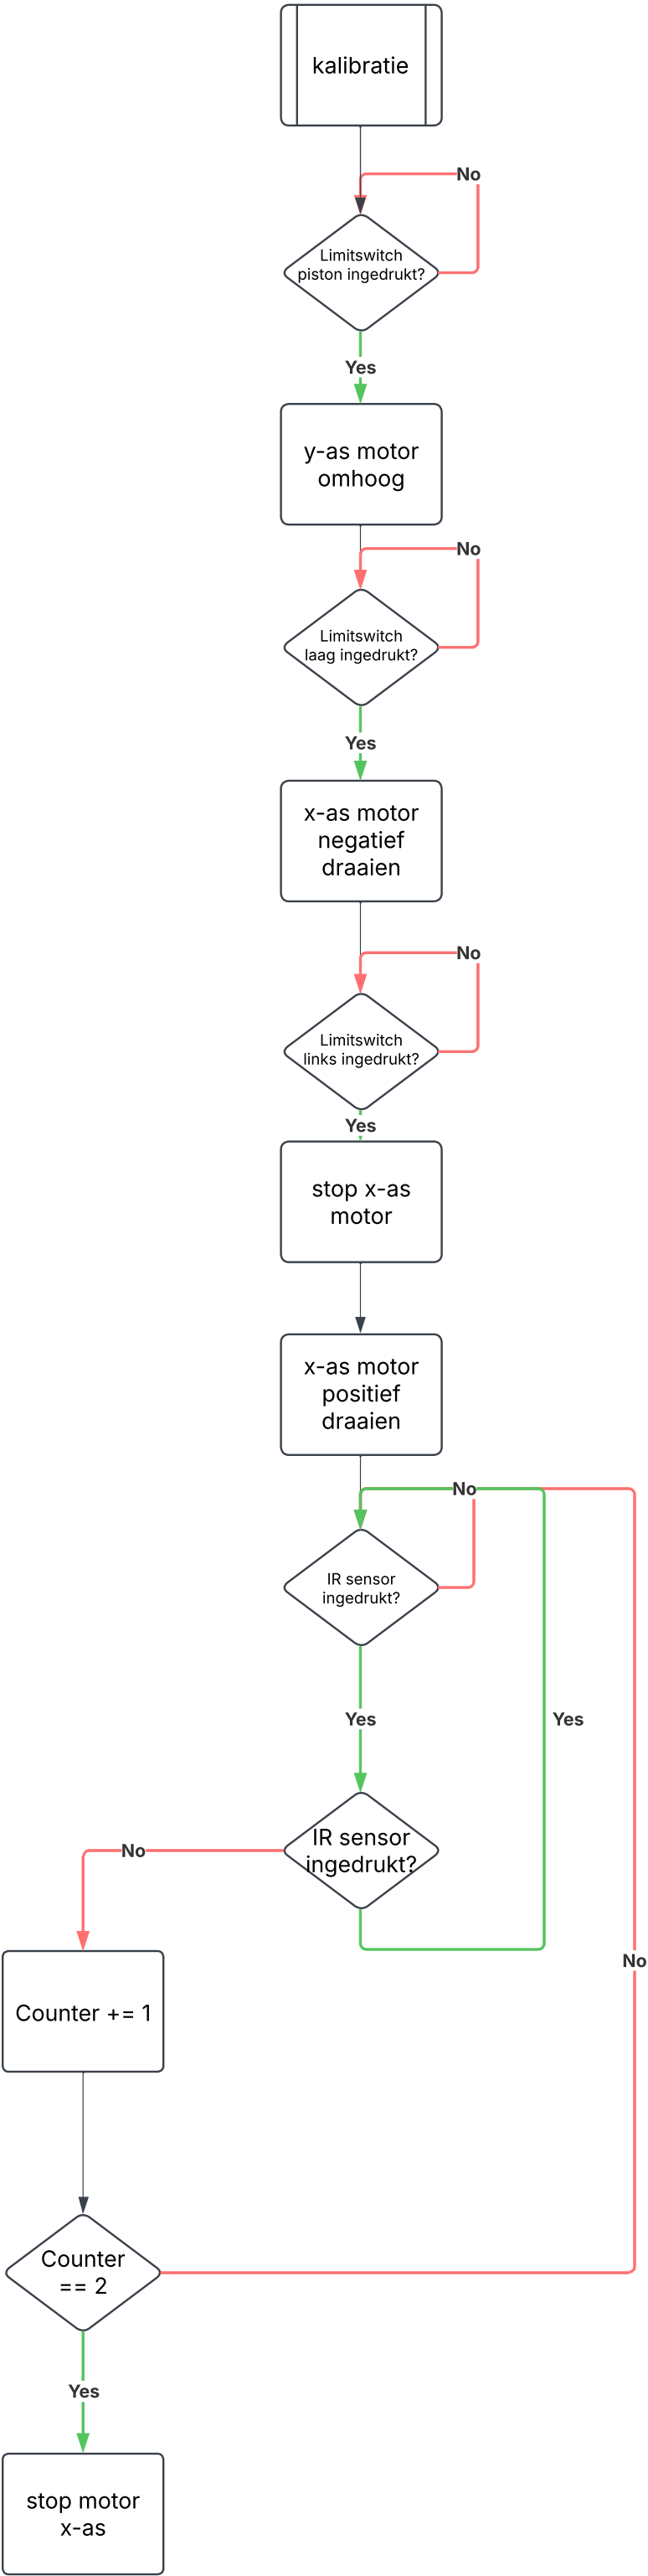 kalibratie
No
Limitswitch
piston ingedrukt?
Yes
y-as motor
omhoog
No
Limitswitch
laag ingedrukt?
Yes
x-as motor
negatief
draaien
No
Limitswitch
links ingedrukt?
Yes
stop x-as
motor
x-as motor
positief
draaien
No
IR sensor
ingedrukt?
Yes
Yes
IR sensor
ingedrukt?
No
No
Counter += 1
Counter
== 2
Yes
stop motor
x-as